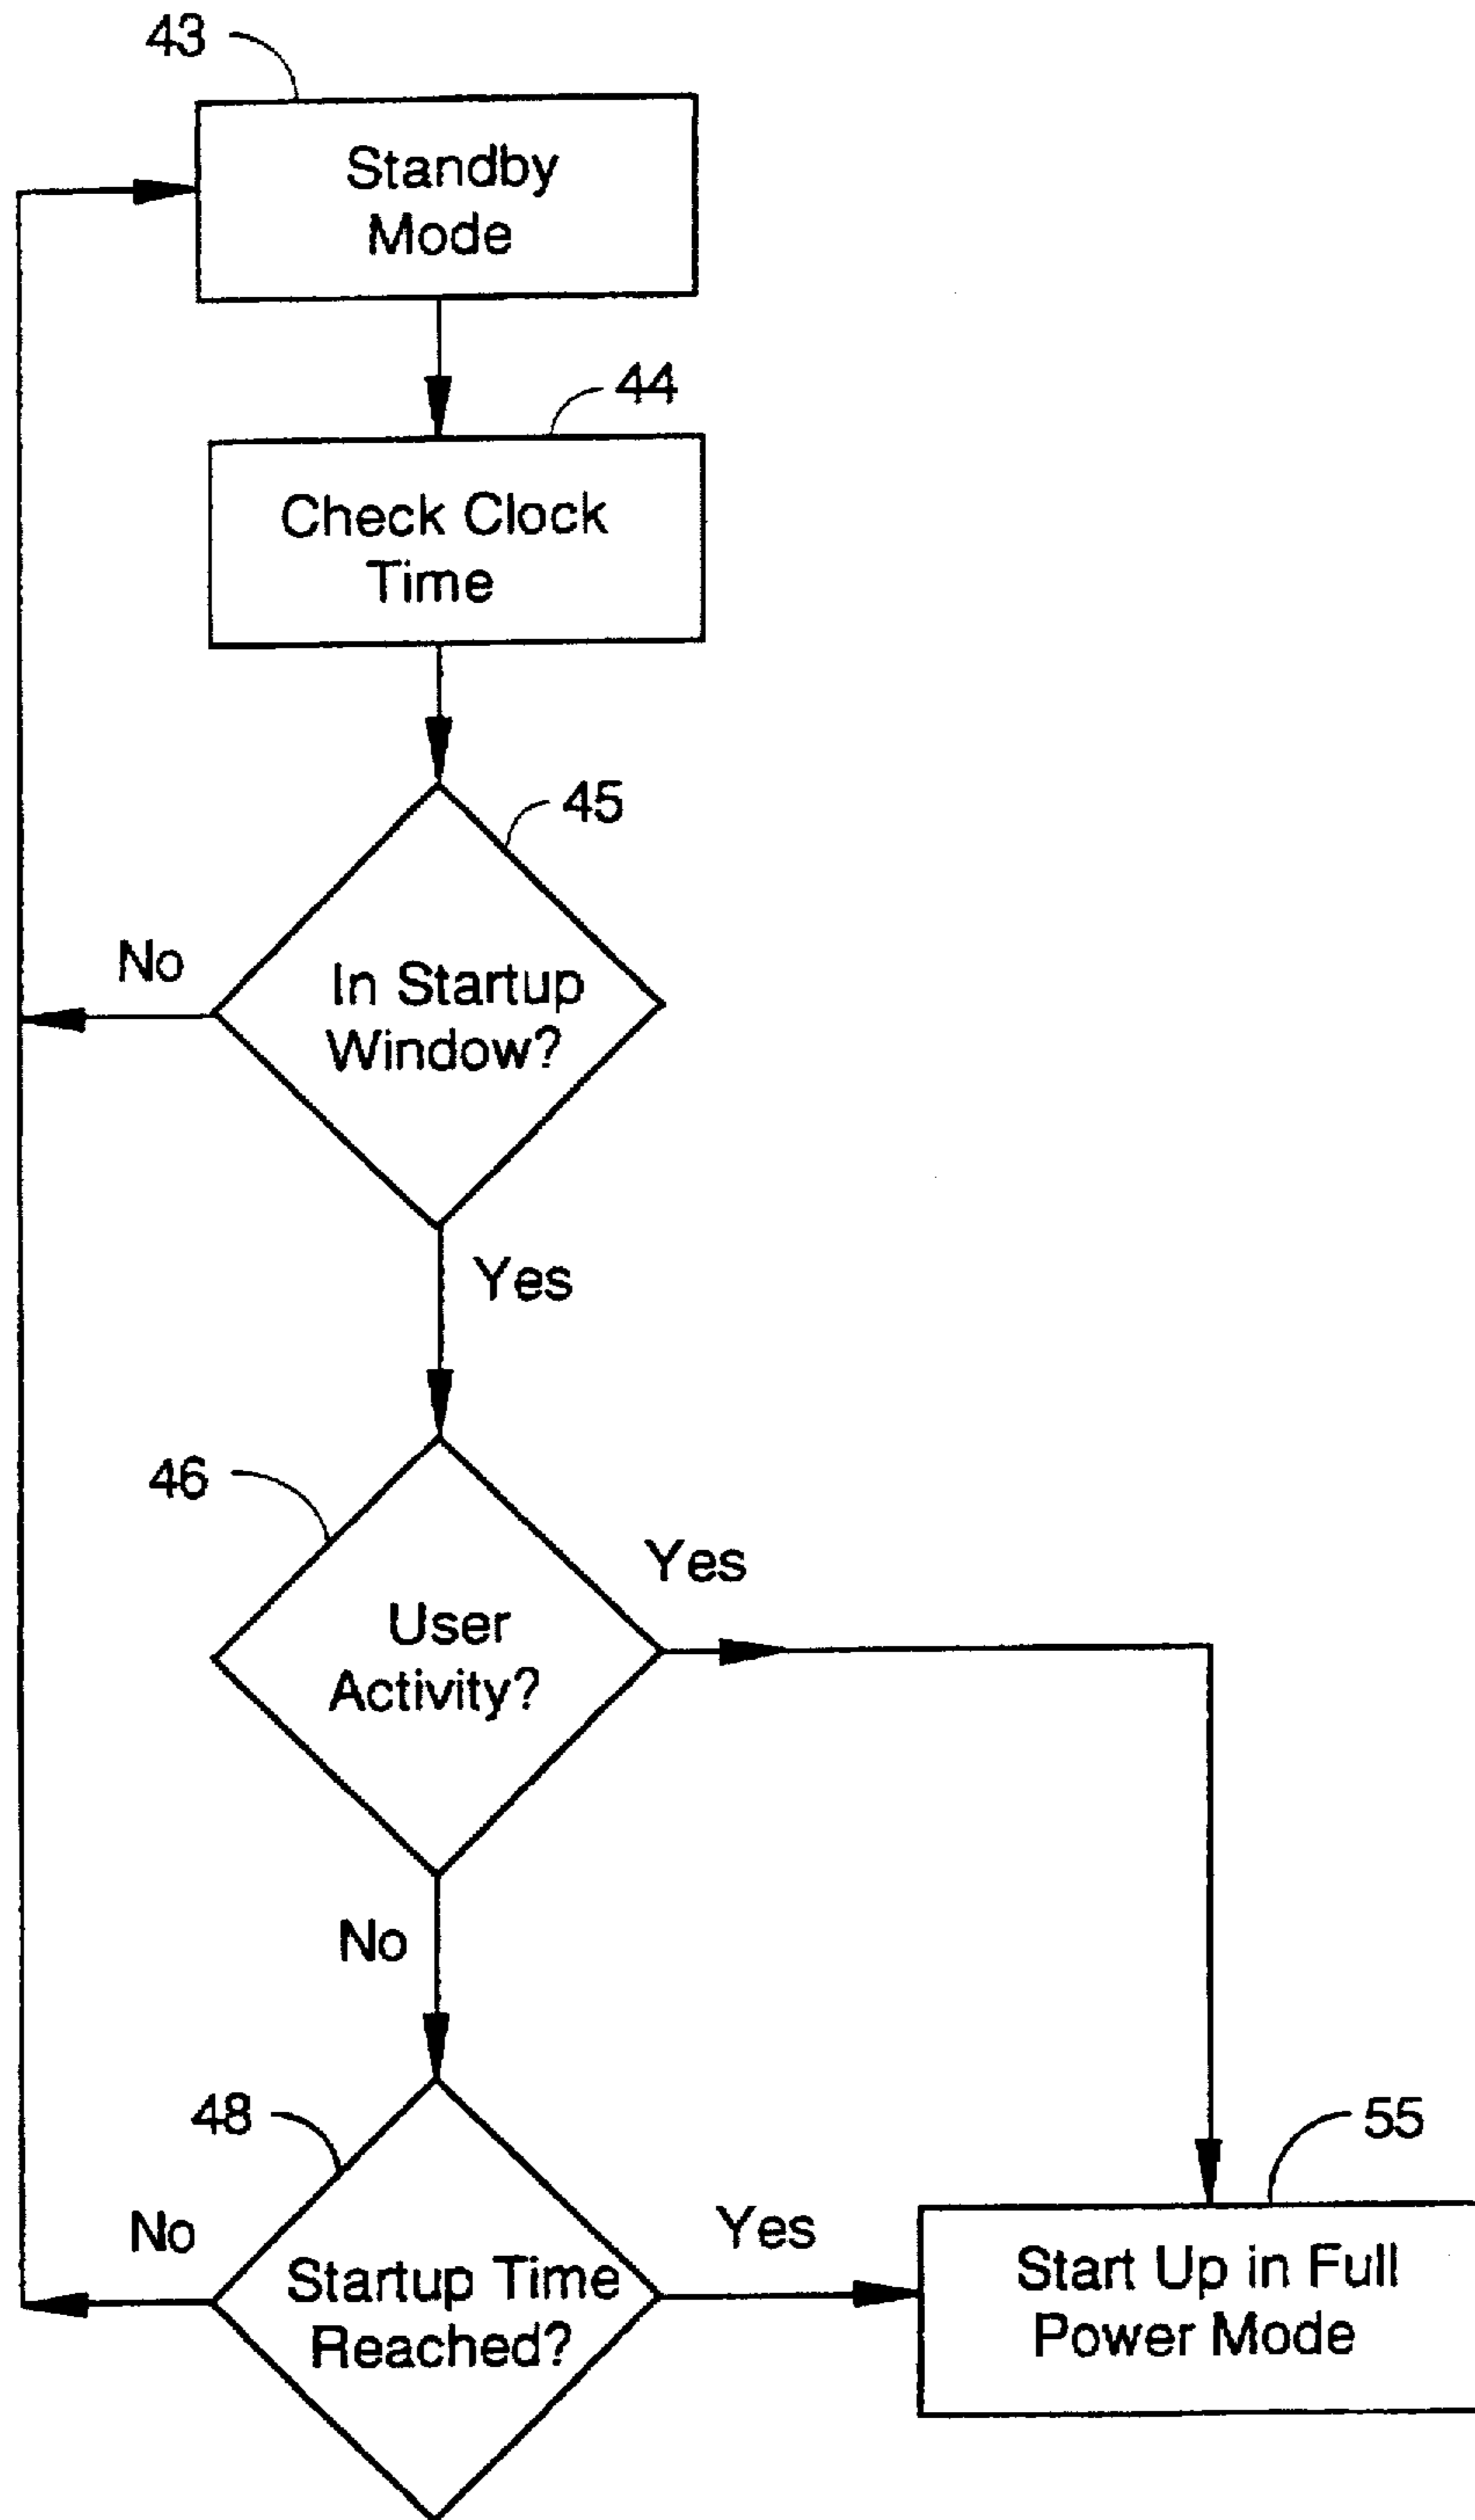 43
Standby
Mode
44
Check Clock
Time
45
No
In Startup
Window?
Yes
46
Yes
User
Activity?
No
48
55
No
Yes
Startup Time
Reached?
Start Up in Full
Power Mode